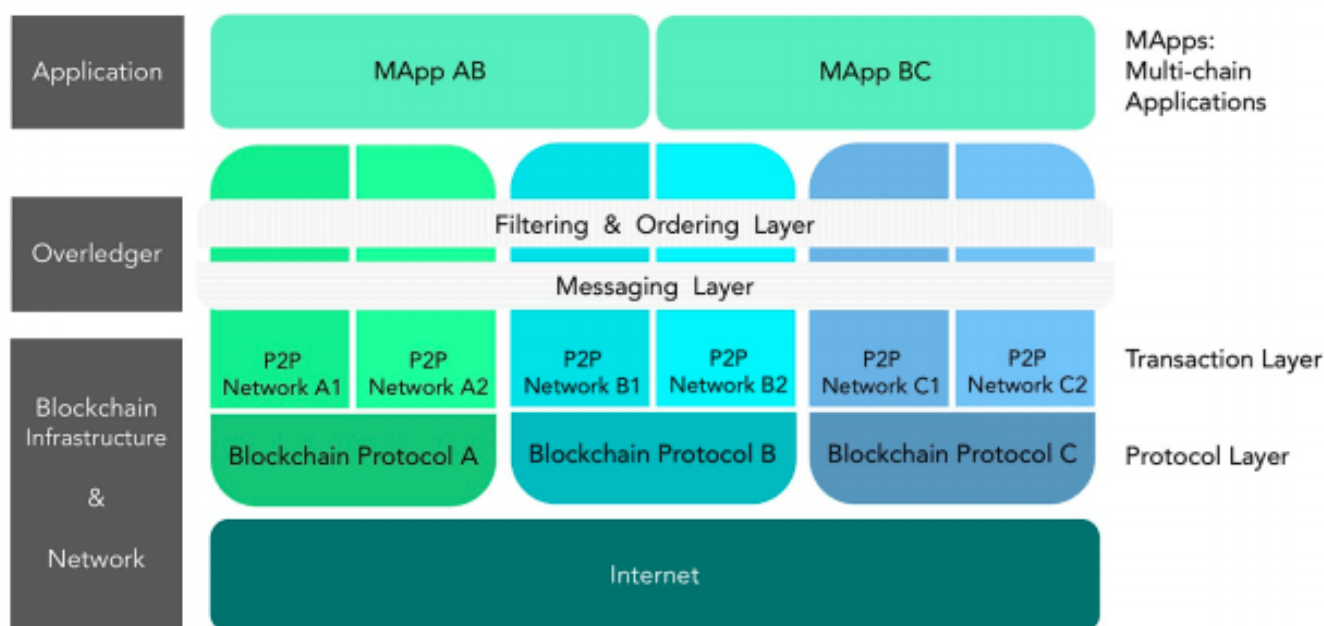 Application
MApp AB
MApp BC
MApps:
Multi-chain
Applications
Overledger
Filtering & Ordering Layer
Messaging Layer
P2P
Network A1
P2P
Network A2
P2P
Network B1
P2P
Network B2
P2P
Network C1
P2P
Network C2
Transaction Layer
Blockchain
Infrastructure
&
Network
Blockchain Protocol A
Blockchain Protocol B
Blockchain Protocol C
Protocol Layer
Internet